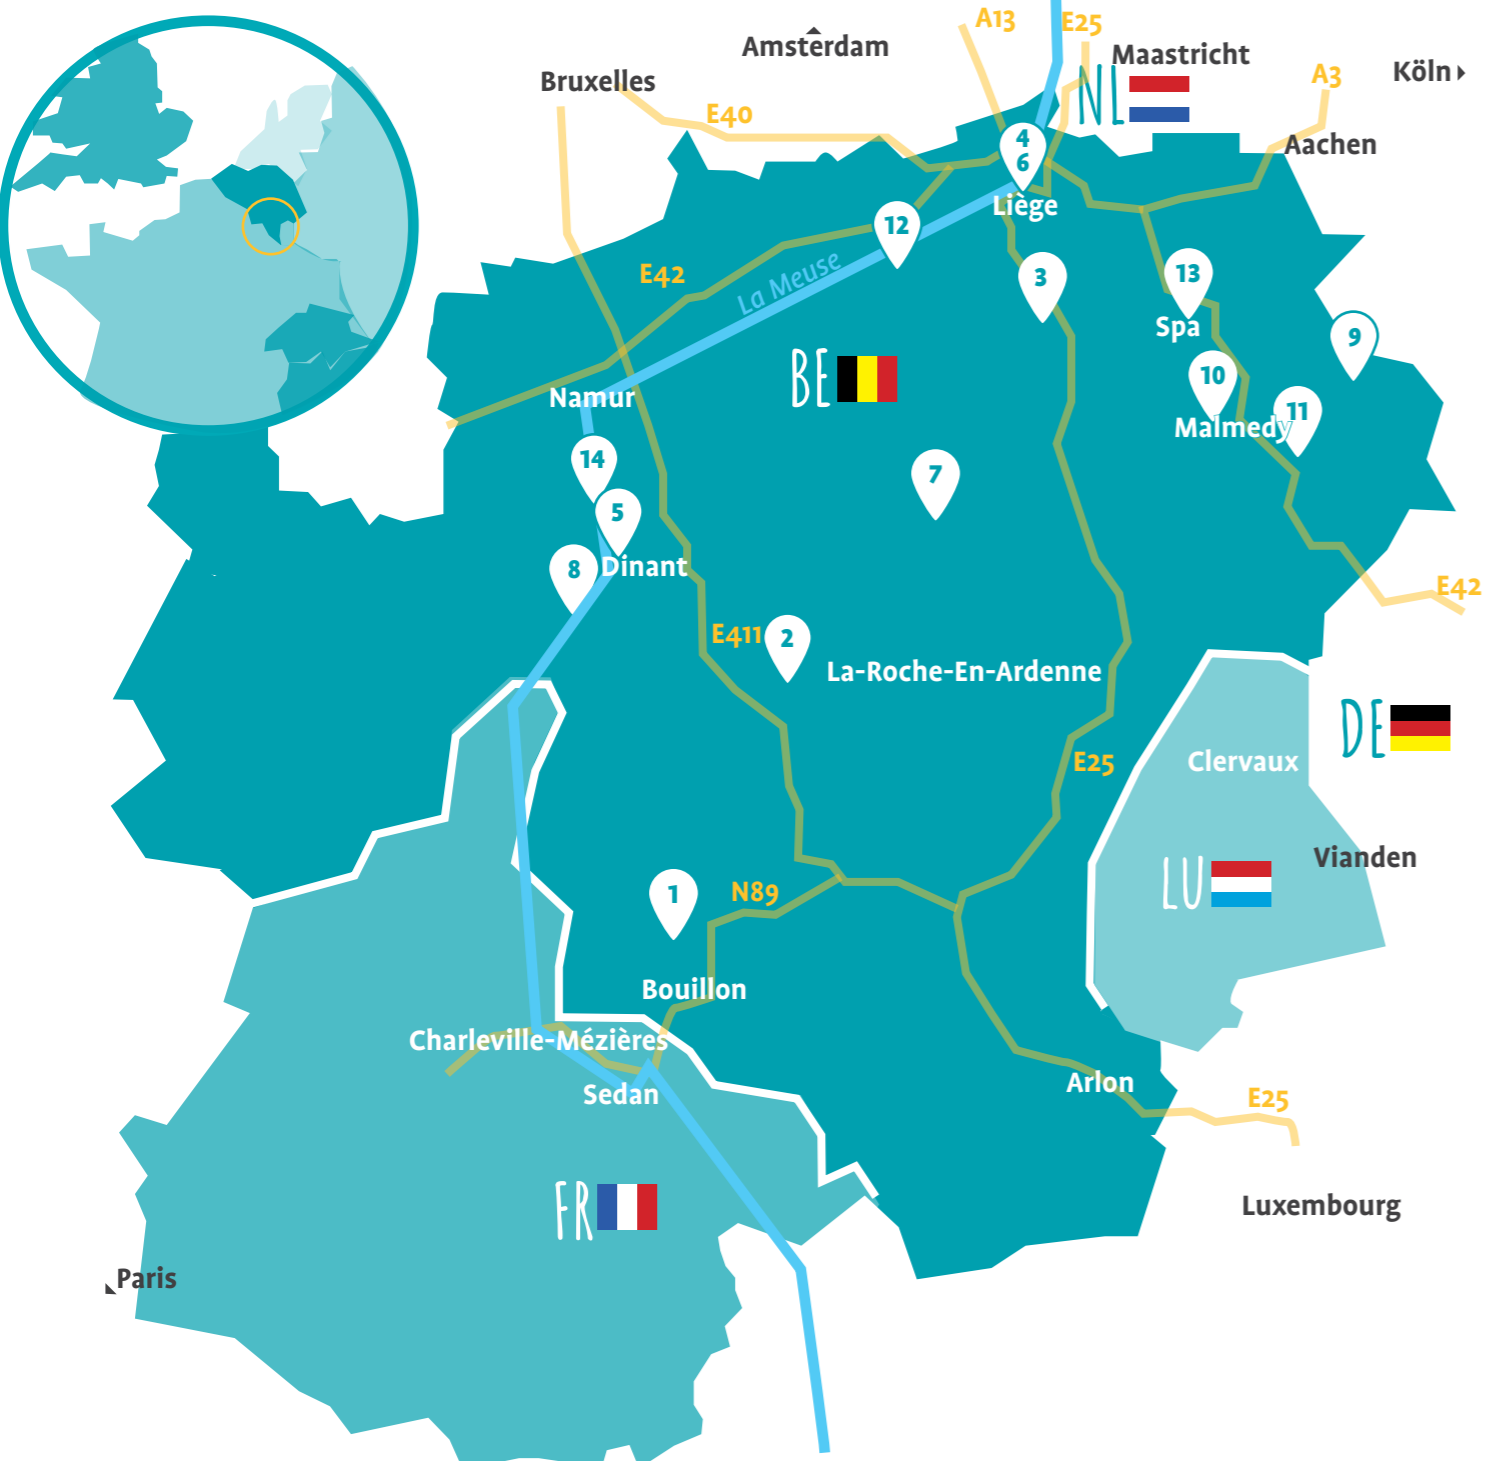 A13
E25
Amsterdam
Maastricht
Bruxelles
NL
A3
Köln
E40
Aachen
4
6
Liège
12
E42
La Meuse
3
13
Spa
9
BE
10
Namur
11
Malmedy
14
7
5
8
Dinant
E42
E411
2
La-Roche-En-Ardenne
DE
E25
Clervaux
Vianden
LU
1
N89
Bouillon
Charleville-Mézières
Sedan
Arlon
E25
FR
Luxembourg
Paris